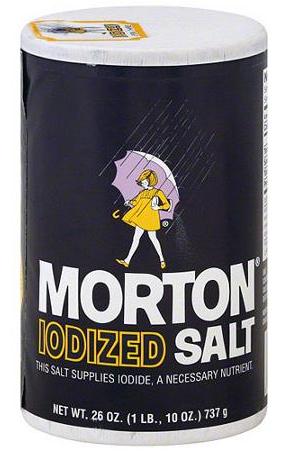 MORTON®
IODIZED SALT
THIS SALT SUPPLIES IODIDE, A NECESSARY NUTRIENT.
NET WT. 26 OZ. (1 LB., 10 OZ.) 737 g